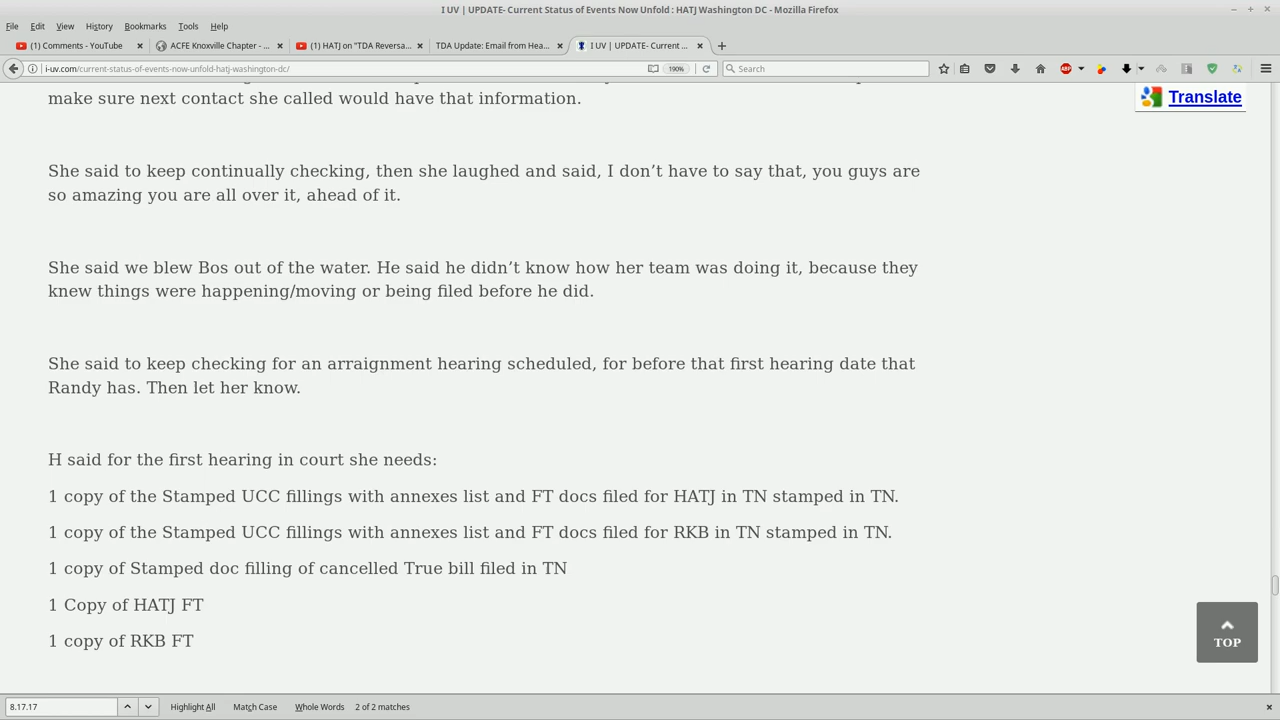 I UV | UPDATE- Current Status of Events Now Unfold : HATJ Washington DC - Mozilla Firefox
File Edit View History Bookmarks Tools Help
(1) Comments - YouTube
ACFE Knoxville Chapter - ...
(1) HATJ on "TDA Reversa...
TDA Update: Email from Hea...
I UV | UPDATE- Current ...
i-uv.com/current-status-of-events-now-unfold-hatj-washington-dc/
190%
Search
ABP
Translate
make sure next contact she called would have that information.
She said to keep continually checking, then she laughed and said, I don't have to say that, you guys are
so amazing you are all over it, ahead of it.
She said we blew Bos out of the water. He said he didn't know how her team was doing it, because they
knew things were happening/moving or being filed before he did.
She said to keep checking for an arraignment hearing scheduled, for before that first hearing date that
Randy has. Then let her know.
H said for the first hearing in court she needs:
1 copy of the Stamped UCC fillings with annexes list and FT docs filed for HATJ in TN stamped in TN.
1 copy of the Stamped UCC fillings with annexes list and FT docs filed for RKB in TN stamped in TN.
1 copy of Stamped doc filling of cancelled True bill filed in TN
1 Copy of HATJ FT
1 copy of RKB FT
TOP
8.17.17
Highlight All
Match Case
Whole Words
2 of 2 matches